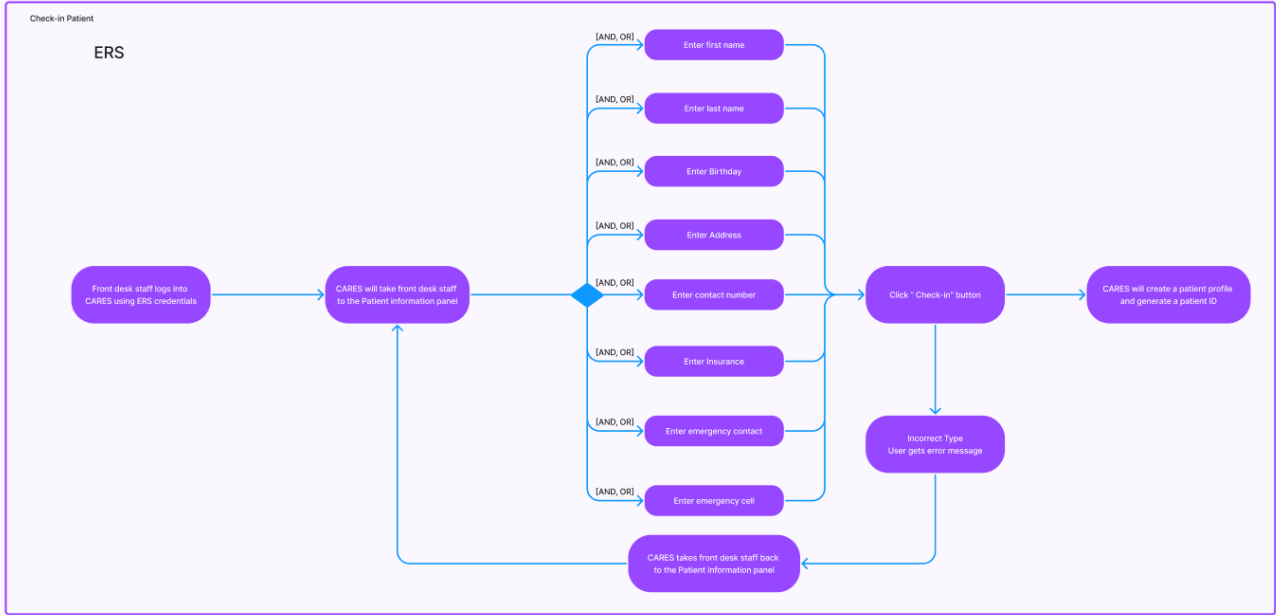 Check-in Patient
ERS
Front desk staff logs into
CARES using ERS credentials
CARES will take front desk staff
to the Patient information panel
[AND, OR]
Enter first name
[AND, OR]
Enter last name
[AND, OR]
Enter Birthday
[AND, OR]
Enter Address
[AND, OR]
Enter contact number
[AND, OR]
Enter Insurance
[AND, OR]
Enter emergency contact
[AND, OR]
Enter emergency cell
Click " Check-in" button
CARES will create a patient profile
and generate a patient ID
Incorrect Type
User gets error message
CARES takes front desk staff back
to the Patient Information panel